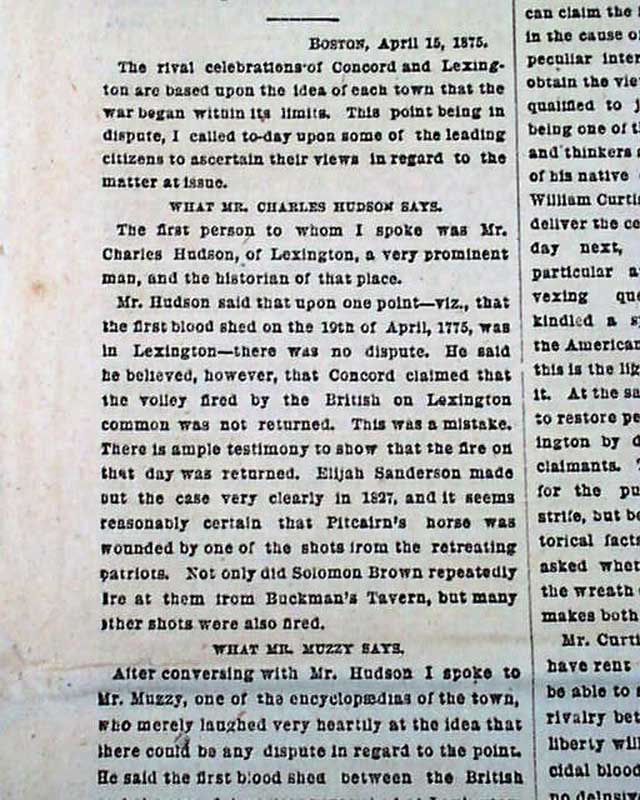 BOSTON, April 15, 1875.
The rival celebrations of Concord and Lexing-
ton are based upon the idea of each town that the
war began within its limits. This point being in
dispute, I called to-day upon some of the leading
citizens to ascertain their views in regard to the
matter at issue.
WHAT MR. CHARLES HUDSON SAYS.
The first person to whom I spoke was Mr.
Charles Hudson, of Lexington, a very prominent
man, and the historian of that place.
Mr. Hudson said that upon one point—viz., that
the first blood shed on the 19th of April, 1775, was
in Lexington—there was no dispute. He said
he believed, however, that Concord claimed that
the volley fired by the British on Lexington
common was not returned. This was a mistake.
There is ample testimony to show that the fire on
that day was returned. Elijah Sanderson made
out the case very clearly in 1827, and it seems
reasonably certain that Pitcairn's horse was
wounded by one of the shots from the retreating
patriots. Not only did Solomon Brown repeatedly
fire at them from Buckman's Tavern, but many
other shots were also fired.
WHAT MR. MUZZY SAYS.
After conversing with Mr. Hudson I spoke to
Mr. Muzzy, one of the encyclopædias of the town,
who merely laughed very heartily at the idea that
there could be any dispute in regard to the point.
He said the first blood shed between the British
can claim the
in the cause of
peculiar inter
obtain the vie
qualified to
being one of t
and thinkers
of his native
William Curtis
deliver the ce
day next,
particular a
vexing que
kindled a s
the American
this is the lig
it. At the sa
to restore pe
ington by d
claimants.
for the pu
strife, but be
torical facts
asked whet
the wreath
makes both
Mr. Curti
have rent
be able to
rivalry bet
liberty will
cidal blood
no delusive